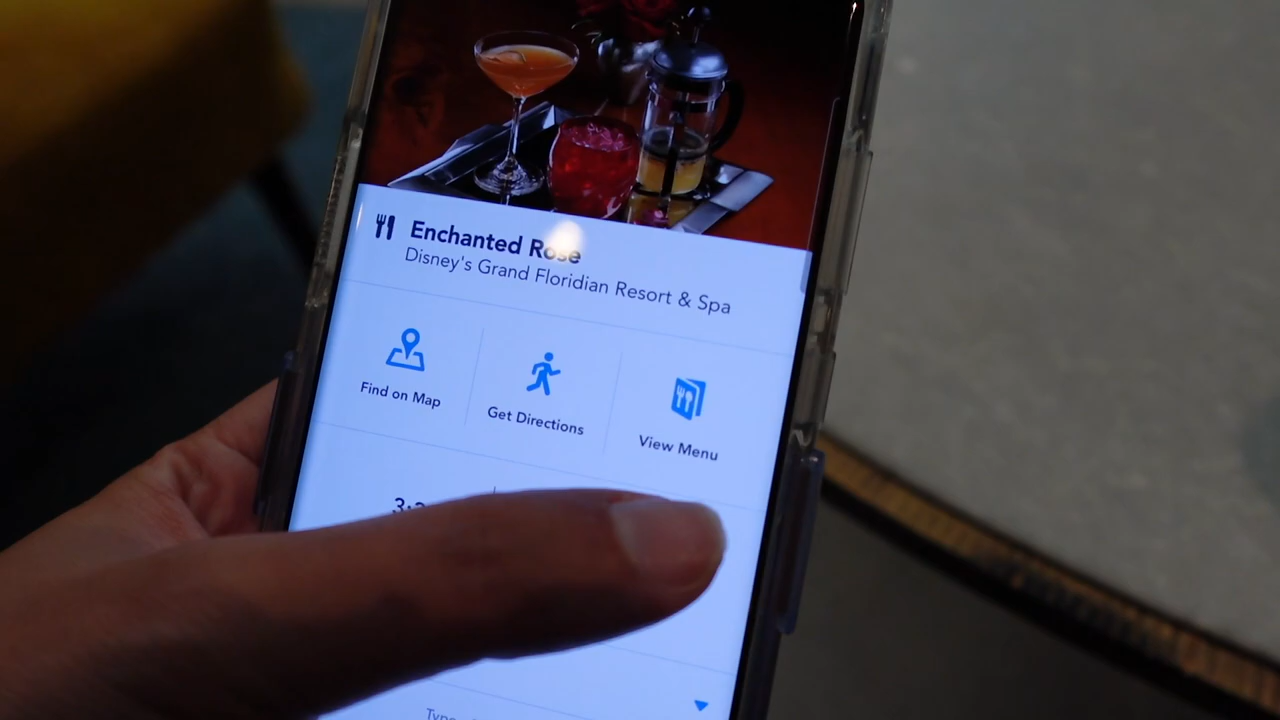 Enchanted Rose
Disney's Grand Floridian Resort & Spa
Find on Map
Get Directions
View Menu